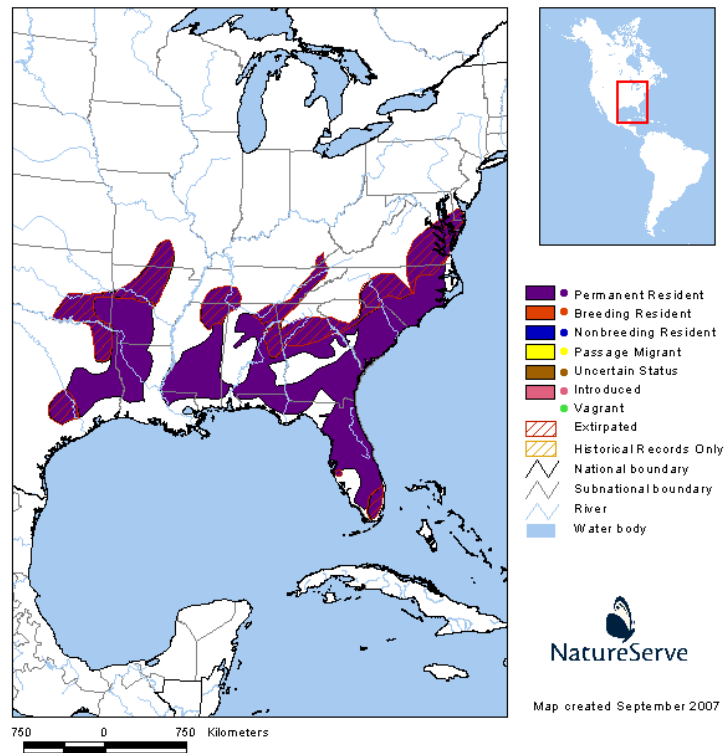 Permanent Resident
Breeding Resident
Nonbreeding Resident
Passage Migrant
Uncertain Status
Introduced
Vagrant
Extirpated
Historical Records Only
National boundary
Subnational boundary
River
Water body
NatureServe
Map created September 2007
750 0 750 Kilometers